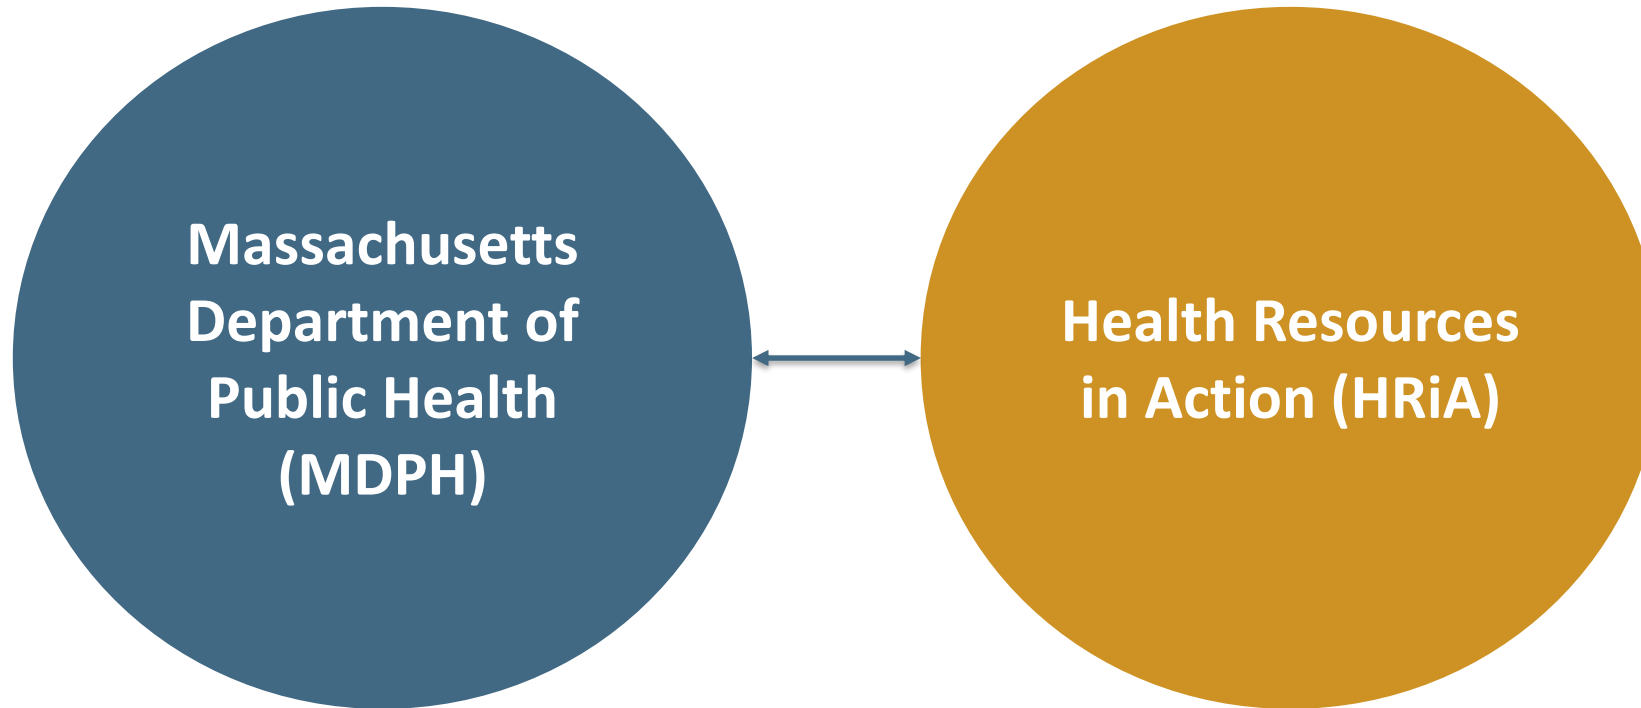 Massachusetts
Department of
Public Health
(MDPH)
Health Resources
in Action (HRiA)